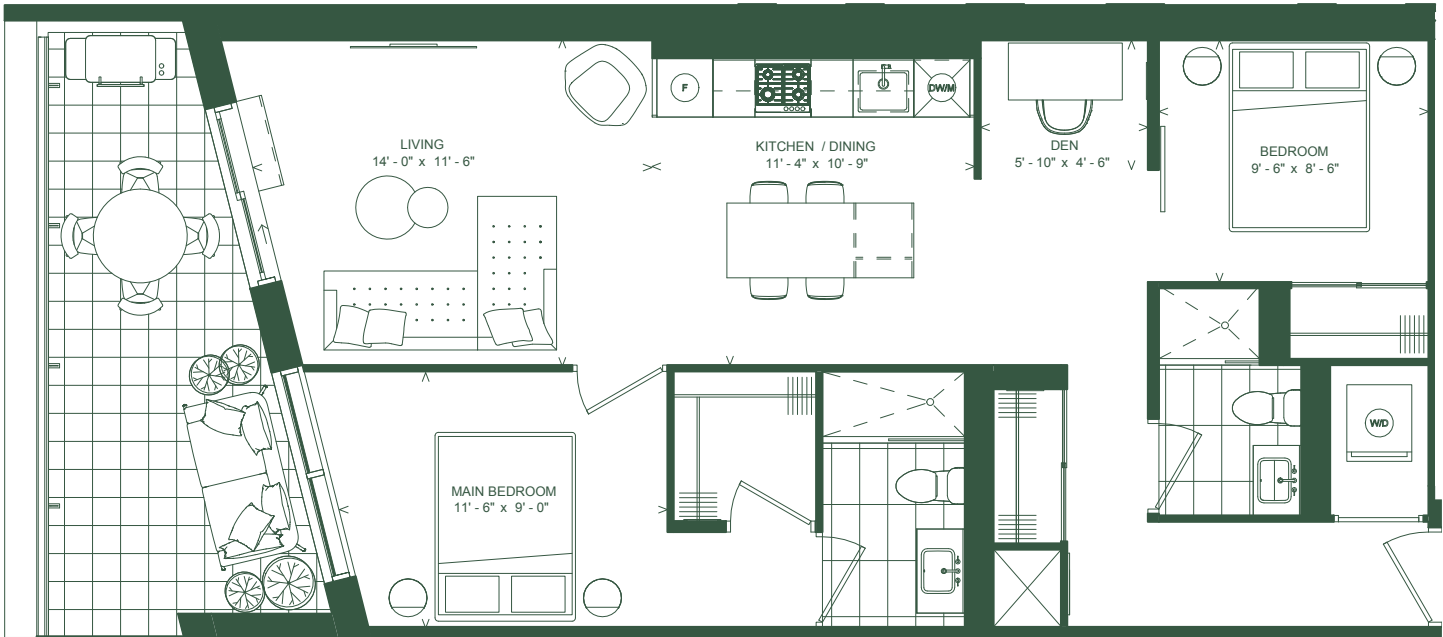 LIVING
14' - 0" x 11' - 6"
F
DW/M
KITCHEN / DINING
11' - 4" x 10' - 9"
DEN
5' - 10" x 4' - 6"
BEDROOM
9' - 6" x 8' - 6"
W/D
MAIN BEDROOM
11' - 6" x 9' - 0"